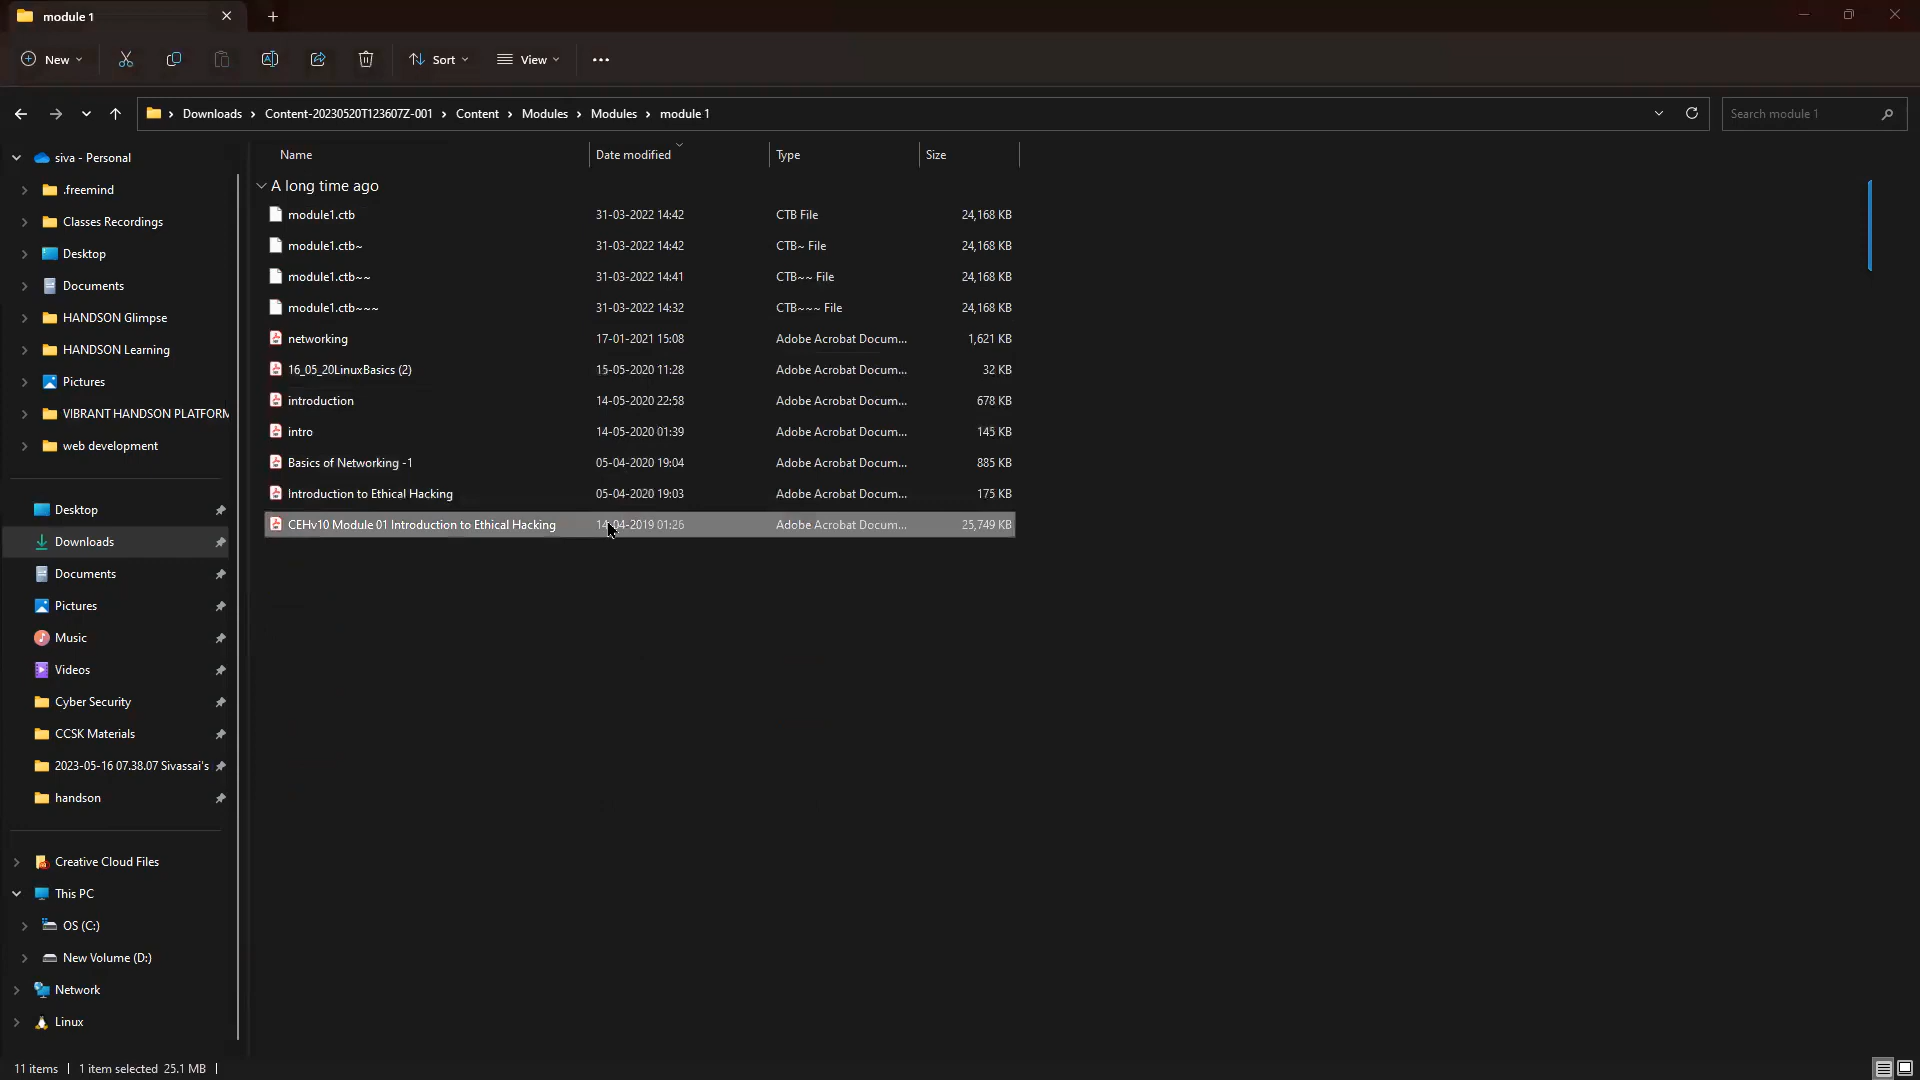 module 1
New
Sort
View
Downloads > Content-20230520T123607Z-001 > Content > Modules > Modules > module 1
Search module 1
siva - Personal
.freemind
Classes Recordings
Desktop
Documents
HANDSON Glimpse
HANDSON Learning
Pictures
VIBRANT HANDSON PLATFORM
web development
Desktop
Downloads
Documents
Pictures
Music
Videos
Cyber Security
CCSK Materials
2023-05-16 07.38.07 Sivassai's
handson
Creative Cloud Files
This PC
OS (C:)
New Volume (D:)
Network
Linux
Name Date modified Type Size
A long time ago
module1.ctb 31-03-2022 14:42 CTB File 24,168 KB
module1.ctb~ 31-03-2022 14:42 CTB~ File 24,168 KB
module1.ctb~~ 31-03-2022 14:41 CTB~~ File 24,168 KB
module1.ctb~~~ 31-03-2022 14:32 CTB~~~ File 24,168 KB
networking 17-01-2021 15:08 Adobe Acrobat Docum... 1,621 KB
16_05_20LinuxBasics (2) 15-05-2020 11:28 Adobe Acrobat Docum... 32 KB
introduction 14-05-2020 22:58 Adobe Acrobat Docum... 678 KB
intro 14-05-2020 01:39 Adobe Acrobat Docum... 145 KB
Basics of Networking -1 05-04-2020 19:04 Adobe Acrobat Docum... 885 KB
Introduction to Ethical Hacking 05-04-2020 19:03 Adobe Acrobat Docum... 175 KB
CEHv10 Module 01 Introduction to Ethical Hacking 14-04-2019 01:26 Adobe Acrobat Docum... 25,749 KB
11 items | 1 item selected 25.1 MB |